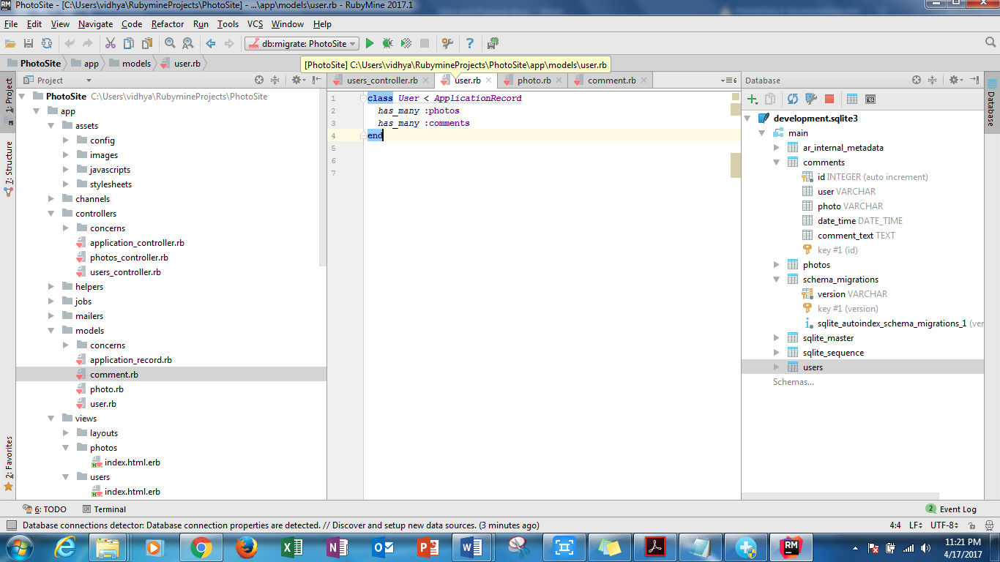 PhotoSite - [C:\Users\vidhya\RubymineProjects\PhotoSite] - ...\app\models\user.rb - RubyMine 2017.1
File Edit View Navigate Code Refactor Run Tools VCS Window Help
db:migrate: PhotoSite
PhotoSite app models user.rb
[PhotoSite] C:\Users\vidhya\RubymineProjects\PhotoSite\app\models\user.rb
1: Project
7: Structure
2: Favorites
Project
PhotoSite C:\Users\vidhya\RubymineProjects\PhotoSite
app
assets
config
images
javascripts
stylesheets
channels
controllers
concerns
application_controller.rb
photos_controller.rb
users_controller.rb
helpers
jobs
mailers
models
concerns
application_record.rb
comment.rb
photo.rb
user.rb
views
layouts
photos
index.html.erb
users
index.html.erb
users_controller.rb user.rb photo.rb comment.rb
6
1 class User < ApplicationRecord
2 has_many :photos
3 has_many :comments
4 end
5
6
7
Database
development.sqlite3
main
ar_internal_metadata
comments
id INTEGER (auto increment)
user VARCHAR
photo VARCHAR
date_time DATE_TIME
comment_text TEXT
key #1 (id)
photos
schema_migrations
version VARCHAR
key #1 (version)
sqlite_autoindex_schema_migrations_1 (ver
sqlite_master
sqlite_sequence
users
Schemas...
Database
6: TODO Terminal
2 Event Log
Database connections detector: Database connection properties are detected. // Discover and setup new data sources. (3 minutes ago)
4:4 LF UTF-8
11:21 PM
4/17/2017